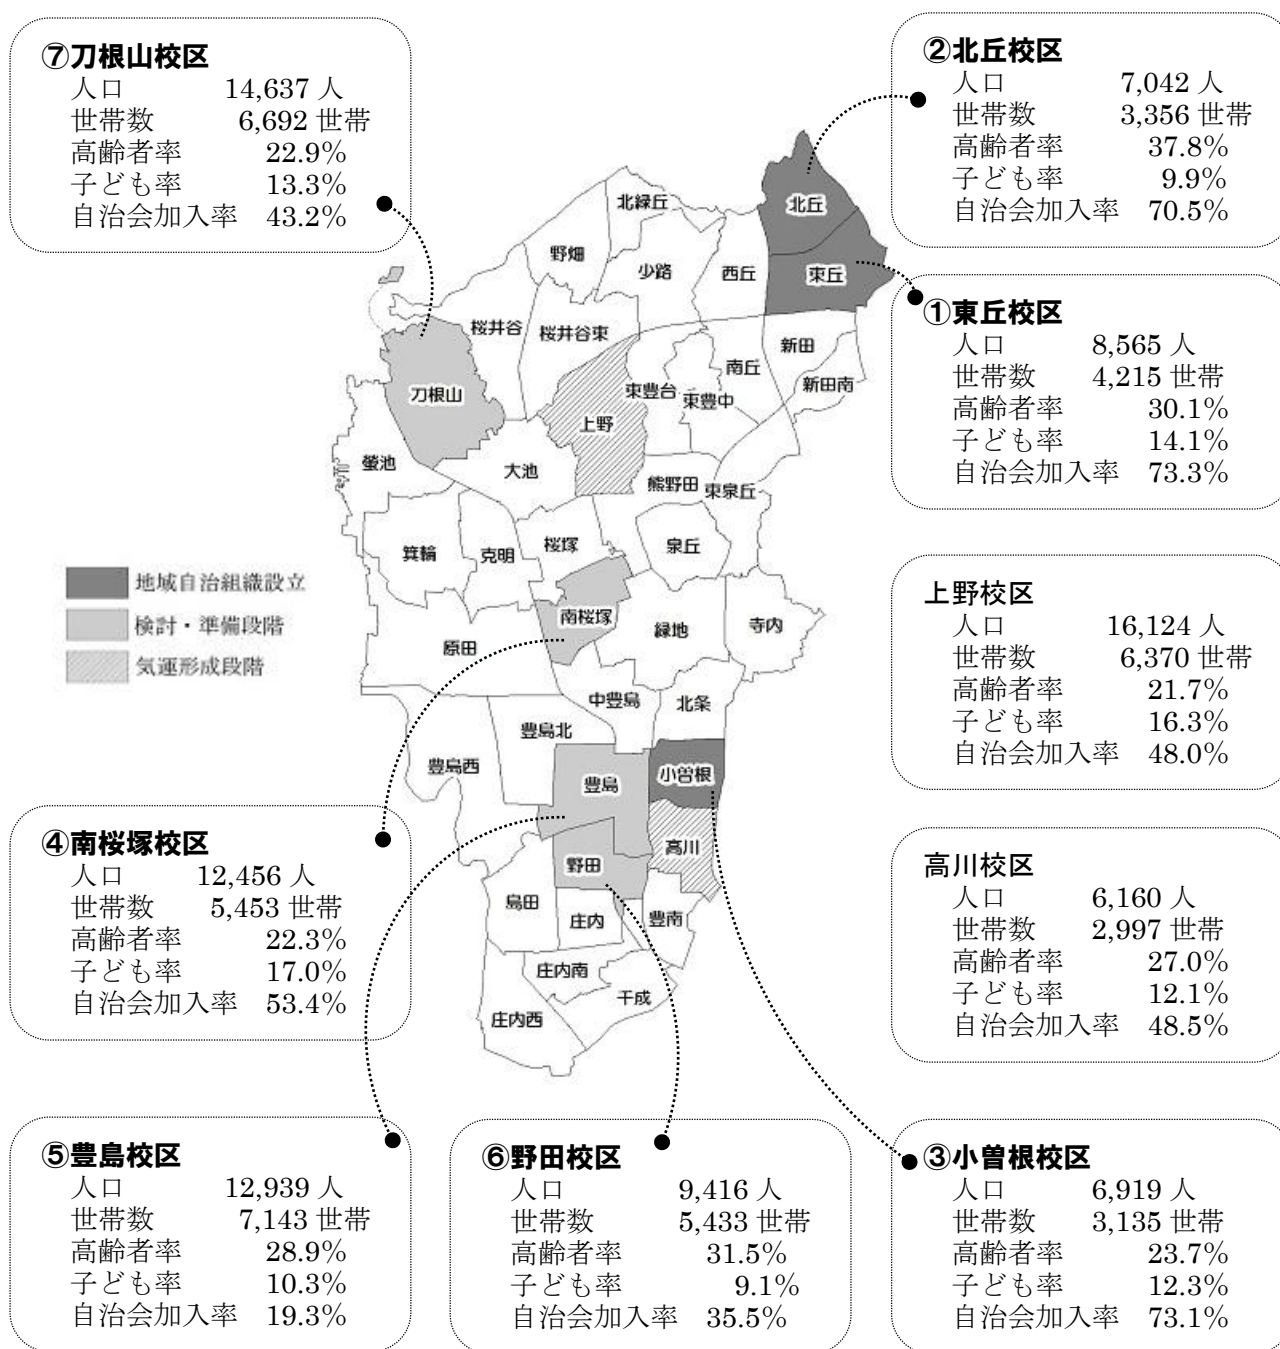 ⑦刀根山校区
人口 14,637 人
世帯数 6,692 世帯
高齢者率 22.9%
子ども率 13.3%
自治会加入率 43.2%
②北丘校区
人口 7,042 人
世帯数 3,356 世帯
高齢者率 37.8%
子ども率 9.9%
自治会加入率 70.5%
①東丘校区
人口 8,565 人
世帯数 4,215 世帯
高齢者率 30.1%
子ども率 14.1%
自治会加入率 73.3%
上野校区
人口 16,124 人
世帯数 6,370 世帯
高齢者率 21.7%
子ども率 16.3%
自治会加入率 48.0%
高川校区
人口 6,160 人
世帯数 2,997 世帯
高齢者率 27.0%
子ども率 12.1%
自治会加入率 48.5%
北緑丘
北丘
野畑
少路
西丘
東丘
桜井谷
桜井谷東
新田
南丘
新田南
刀根山
東豊台
東豊中
上野
螢池
大池
熊野田
東泉丘
箕輪
克明
桜塚
泉丘
南桜塚
緑地
寺内
原田
中豊島
北条
豊島北
豊島西
豊島
小曽根
高川
野田
島田
庄内
豊南
庄内南
千成
庄内西
地域自治組織設立
検討・準備段階
気運形成段階
④南桜塚校区
人口 12,456 人
世帯数 5,453 世帯
高齢者率 22.3%
子ども率 17.0%
自治会加入率 53.4%
⑤豊島校区
人口 12,939 人
世帯数 7,143 世帯
高齢者率 28.9%
子ども率 10.3%
自治会加入率 19.3%
⑥野田校区
人口 9,416 人
世帯数 5,433 世帯
高齢者率 31.5%
子ども率 9.1%
自治会加入率 35.5%
③小曽根校区
人口 6,919 人
世帯数 3,135 世帯
高齢者率 23.7%
子ども率 12.3%
自治会加入率 73.1%